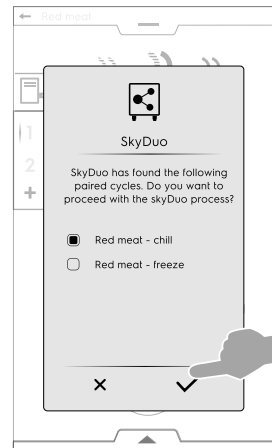 ← Red meat
1
2
+
SkyDuo
SkyDuo has found the following
paired cycles. Do you want to
proceed with the skyDuo process?
Red meat - chill
Red meat - freeze